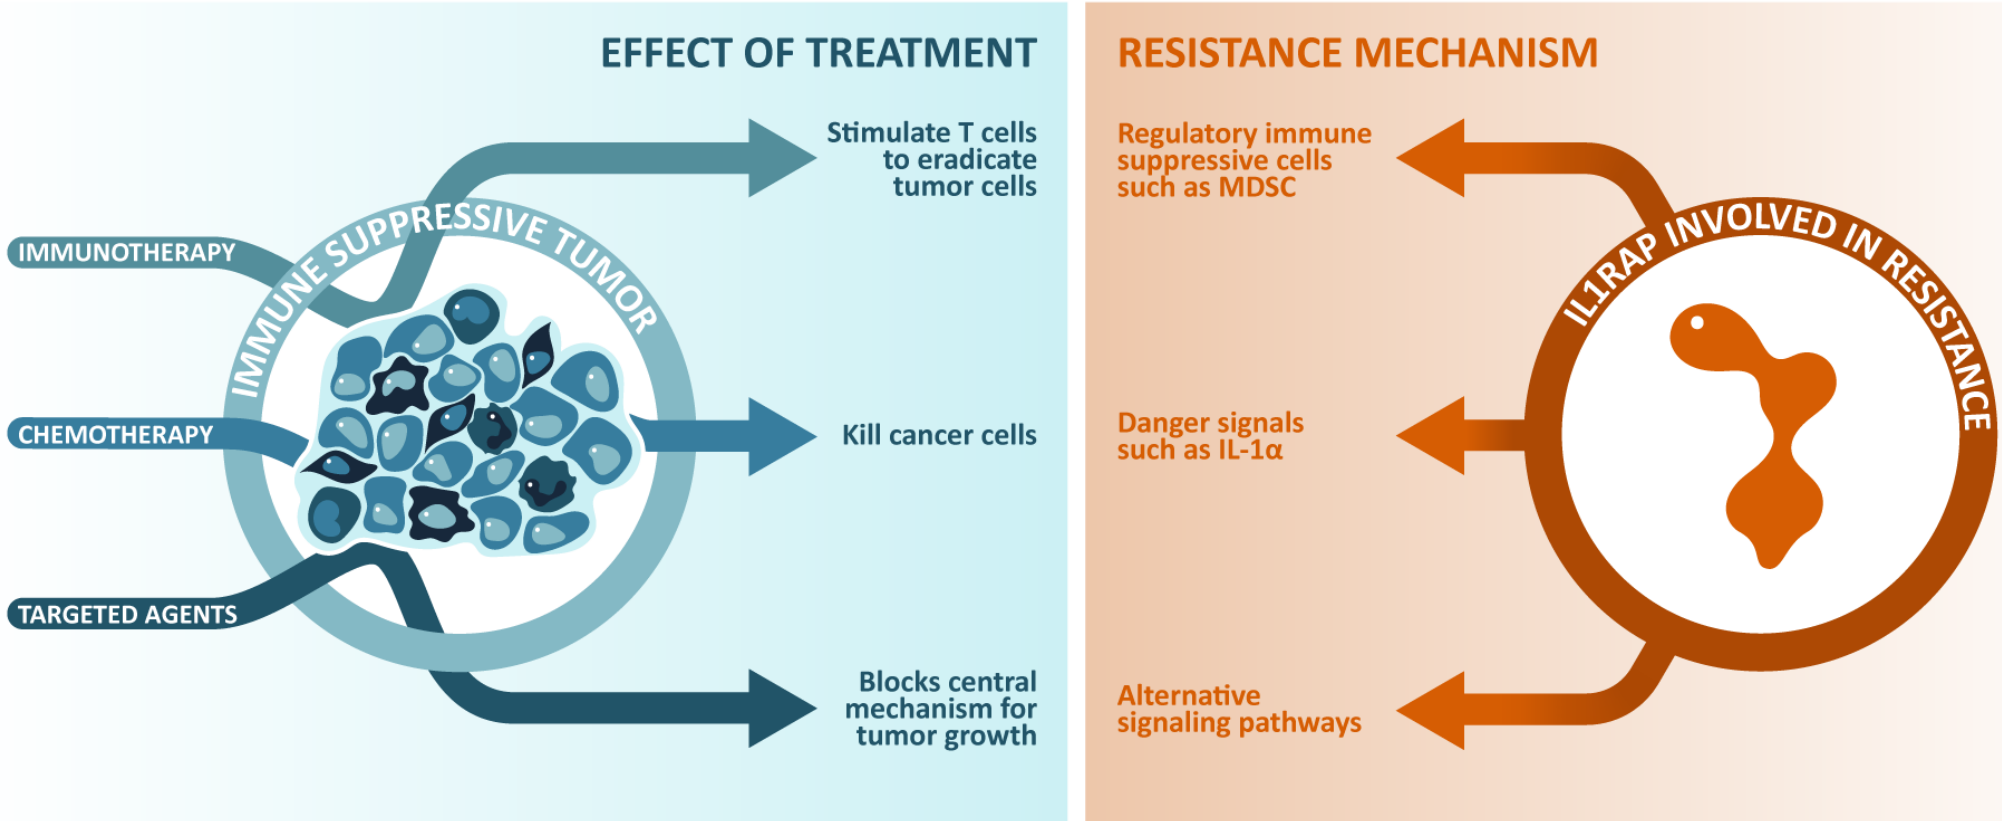 EFFECT OF TREATMENT
IMMUNOTHERAPY
CHEMOTHERAPY
TARGETED AGENTS
IMMUNE SUPPRESSIVE TUMOR
Stimulate T cells
to eradicate
tumor cells
Kill cancer cells
Blocks central
mechanism for
tumor growth
RESISTANCE MECHANISM
Regulatory immune
suppressive cells
such as MDSC
Danger signals
such as IL-1α
Alternative
signaling pathways
IL1RAP INVOLVED IN RESISTANCE